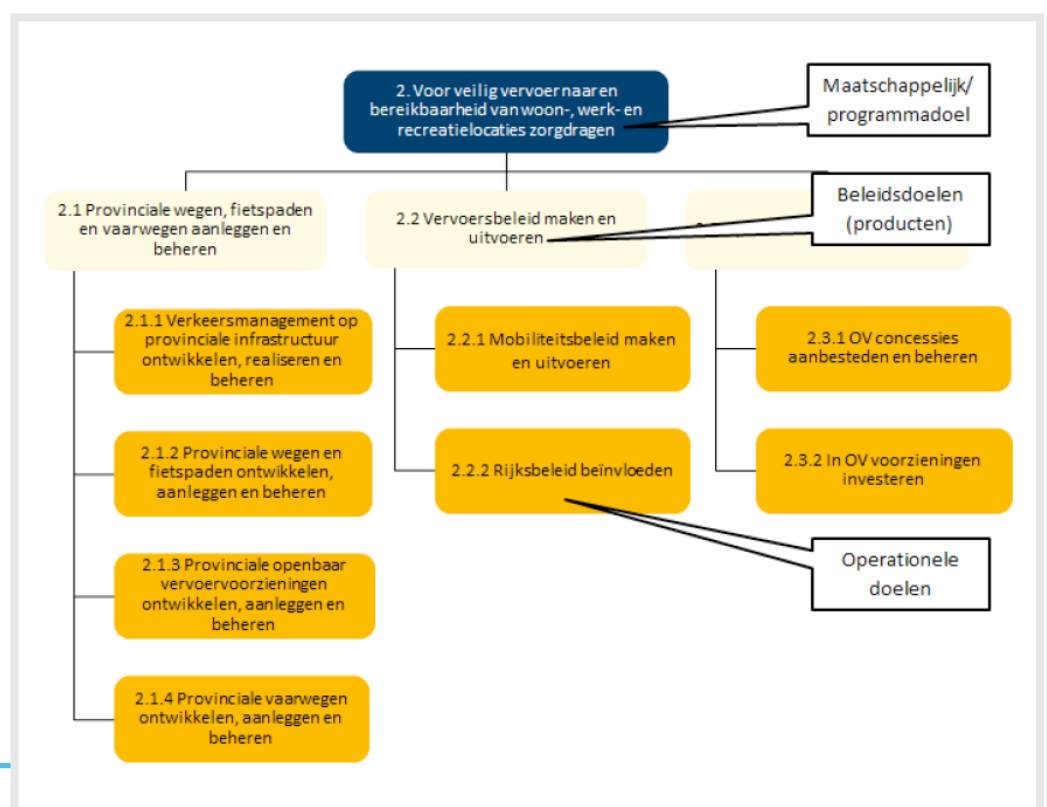 2. Voor veilig vervoer naar en
bereikbaarheid van woon-, werk- en
recreatielocaties zorgdragen
Maatschappelijk/
programmadoel
2.1 Provinciale wegen, fietspaden
en vaarwegen aanleggen en
beheren
2.2 Vervoersbeleid maken en
uitvoeren
Beleidsdoelen
(producten)
2.1.1 Verkeersmanagement op
provinciale infrastructuur
ontwikkelen, realiseren en
beheren
2.2.1 Mobiliteitsbeleid maken
en uitvoeren
2.3.1 OV concessies
aanbesteden en beheren
2.1.2 Provinciale wegen en
fietspaden ontwikkelen,
aanleggen en beheren
2.2.2 Rijksbeleid beïnvloeden
2.3.2 In OV voorzieningen
investeren
2.1.3 Provinciale openbaar
vervoervoorzieningen
ontwikkelen, aanleggen en
beheren
Operationele
doelen
2.1.4 Provinciale vaarwegen
ontwikkelen, aanleggen en
beheren